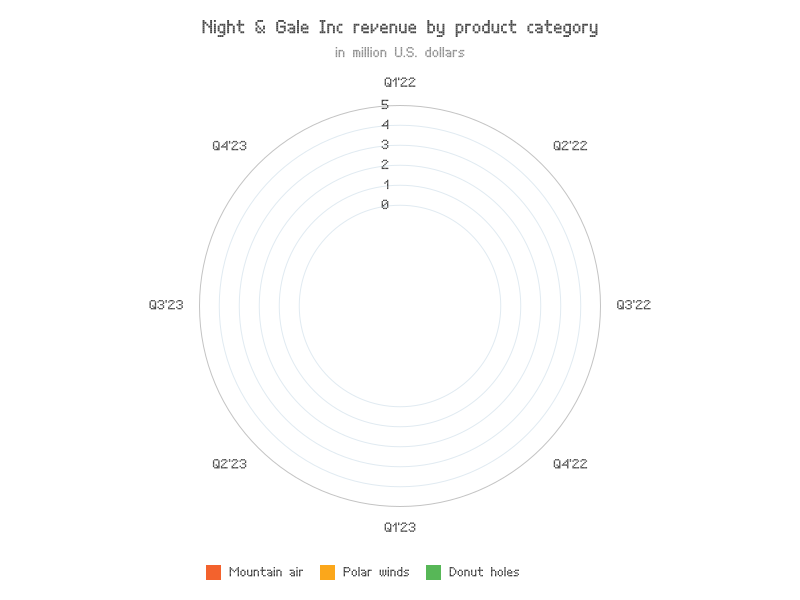 Night & Gale Inc revenue by product category
in million U.S. dollars
Q1'22
5
4
3
2
1
0
Q4'23
Q2'22
Q3'23
Q3'22
Q2'23
Q4'22
Q1'23
Mountain air
Polar winds
Donut holes